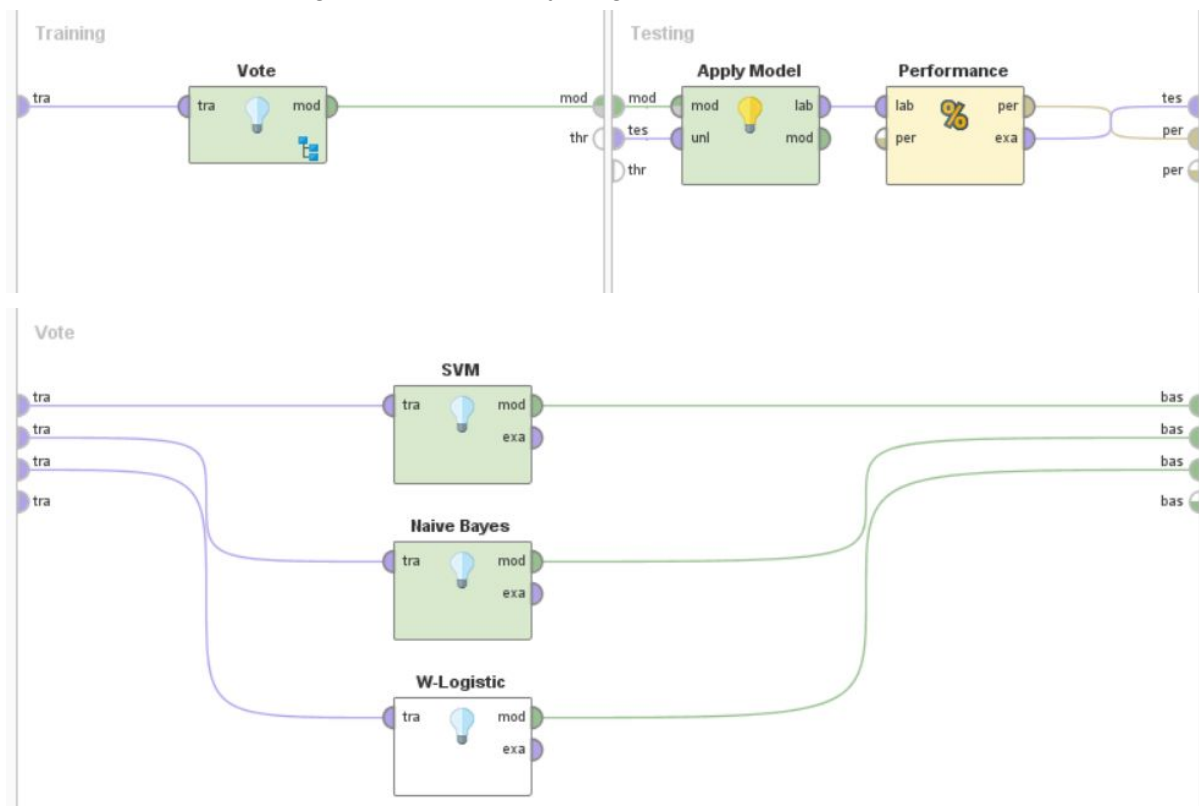 Training
Testing
Vote
Apply Model
Performance
tra
tra
mod
mod
thr
mod
tes
thr
mod
lab
unl
mod
lab
per
per
exa
%
tes
per
per
Vote
SVM
tra
tra
tra
tra
tra
mod
exa
bas
bas
bas
bas
Naive Bayes
tra
mod
exa
W-Logistic
tra
mod
exa